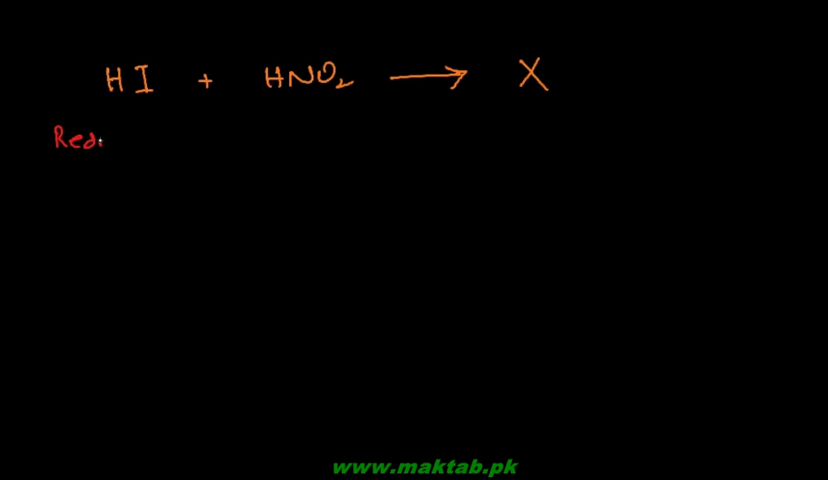 HI + HNO₂ ⟶ X
Red.
www.maktab.pk